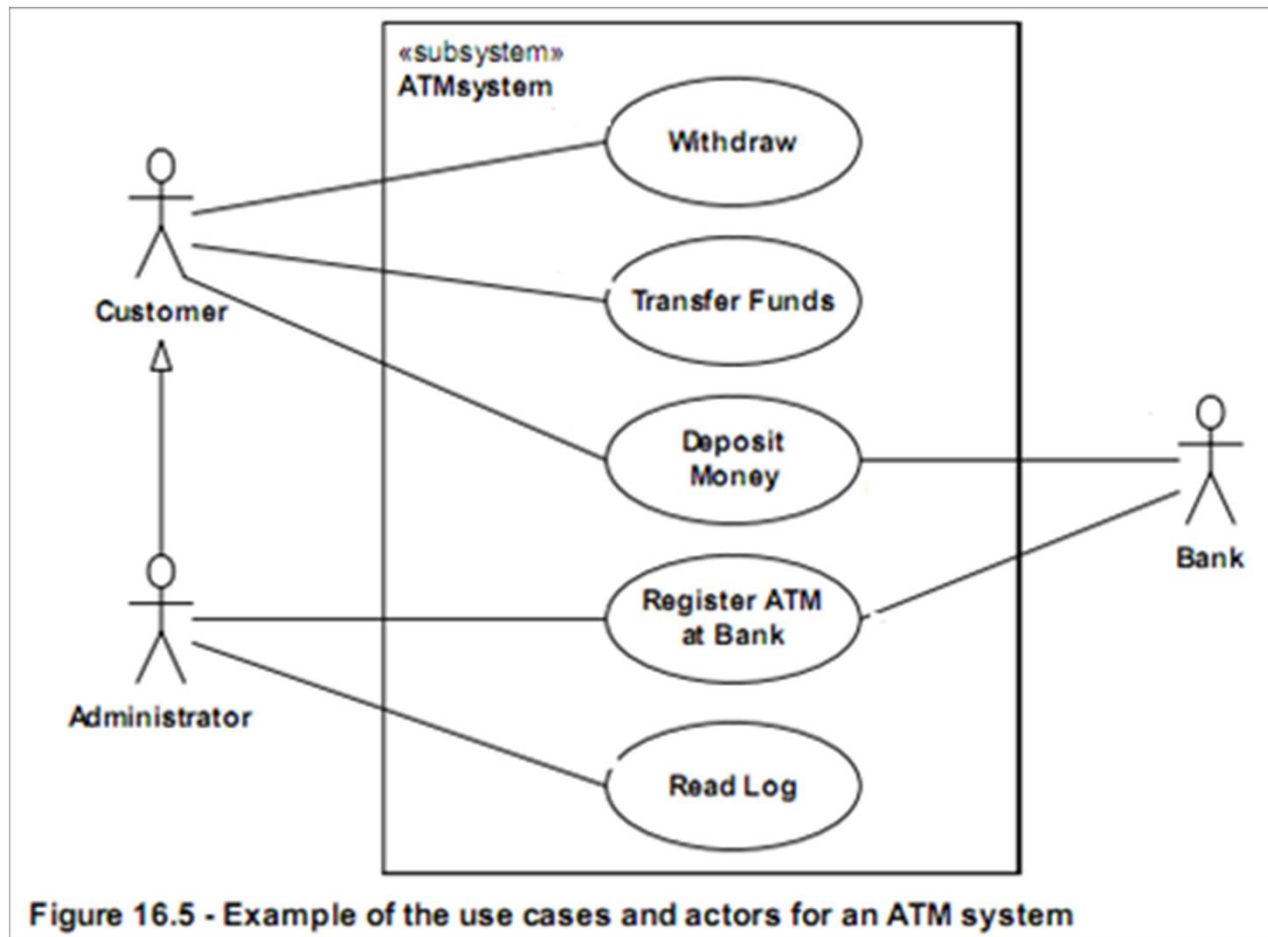 «subsystem»
ATMsystem
Withdraw
Customer
Transfer Funds
Deposit
Money
Bank
Register ATM
at Bank
Administrator
Read Log
Figure 16.5 - Example of the use cases and actors for an ATM system